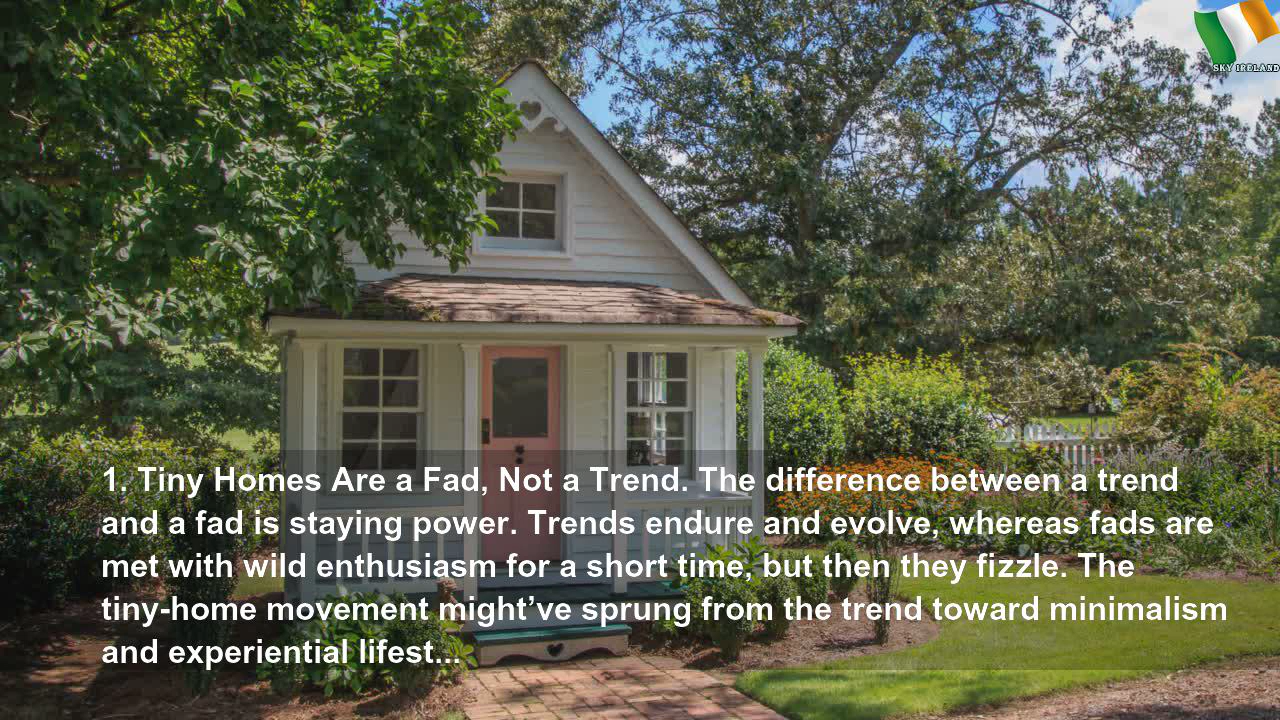 SKY IRELAND
1. Tiny Homes Are a Fad, Not a Trend. The difference between a trend
and a fad is staying power. Trends endure and evolve, whereas fads are
met with wild enthusiasm for a short time, but then they fizzle. The
tiny-home movement might’ve sprung from the trend toward minimalism
and experiential lifest...